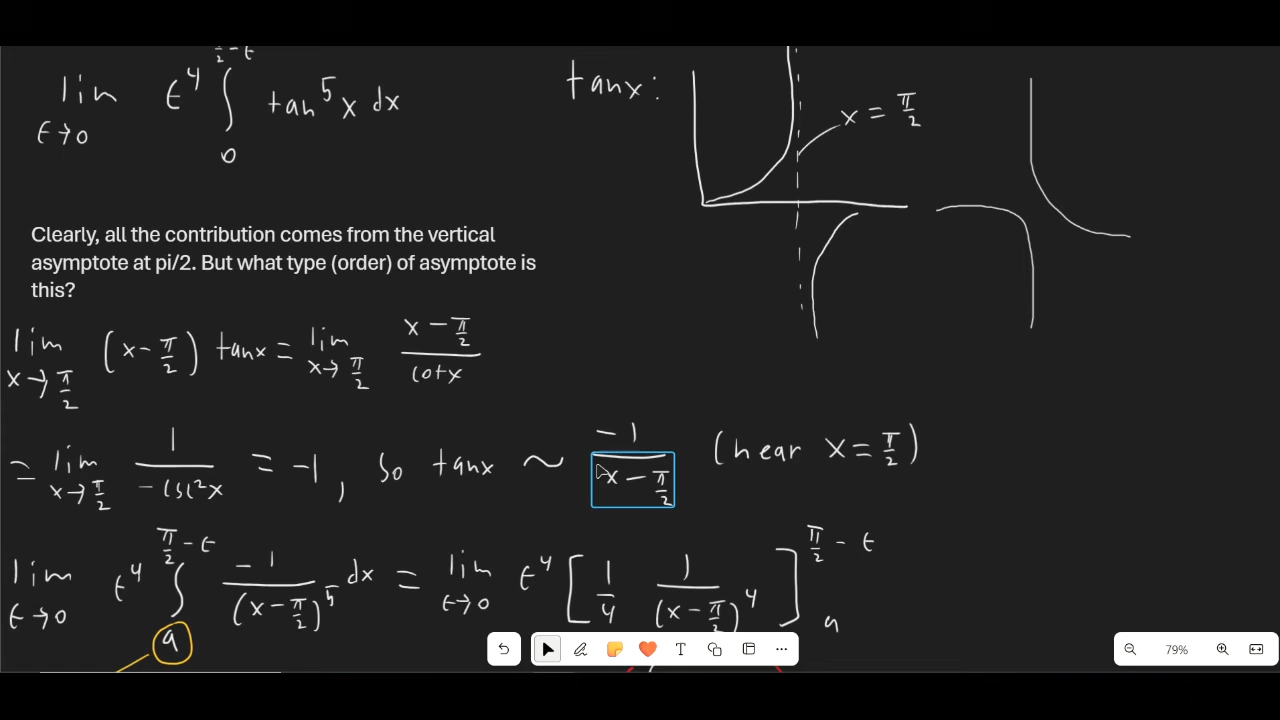 lim ε→0 ε⁴ ∫₀^(π/2 − ε) tan⁵x dx
tanx:
x = π/2
Clearly, all the contribution comes from the vertical
asymptote at pi/2. But what type (order) of asymptote is
this?
lim x→π/2 (x − π/2) tanx = lim x→π/2 (x − π/2)/cotx
= lim x→π/2 1/(−csc²x) = −1, so tanx ~ −1/(x − π/2) (near x = π/2)
lim ε→0 ε⁴ ∫ₐ^(π/2 − ε) −1/(x − π/2)⁵ dx = lim ε→0 ε⁴ [1/4 1/(x − π/2)⁴]ₐ^(π/2 − ε)
79%